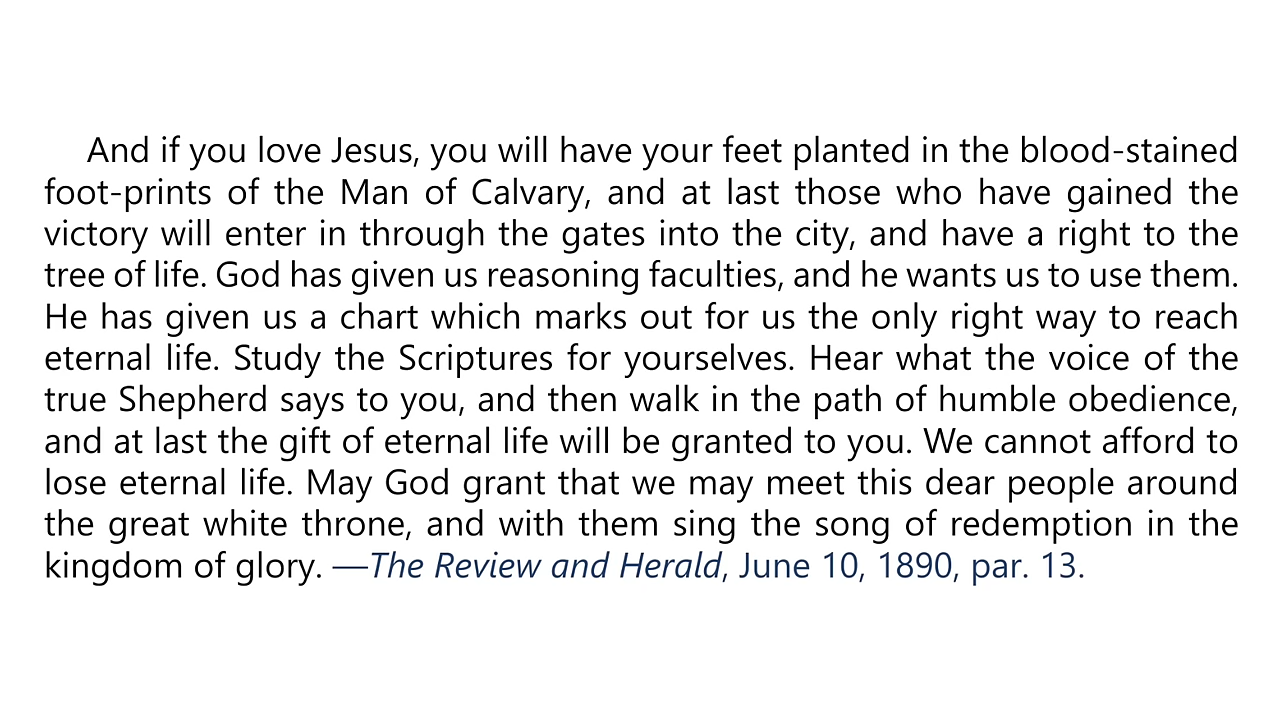 And if you love Jesus, you will have your feet planted in the blood-stained
foot-prints of the Man of Calvary, and at last those who have gained the
victory will enter in through the gates into the city, and have a right to the
tree of life. God has given us reasoning faculties, and he wants us to use them.
He has given us a chart which marks out for us the only right way to reach
eternal life. Study the Scriptures for yourselves. Hear what the voice of the
true Shepherd says to you, and then walk in the path of humble obedience,
and at last the gift of eternal life will be granted to you. We cannot afford to
lose eternal life. May God grant that we may meet this dear people around
the great white throne, and with them sing the song of redemption in the
kingdom of glory. —The Review and Herald, June 10, 1890, par. 13.